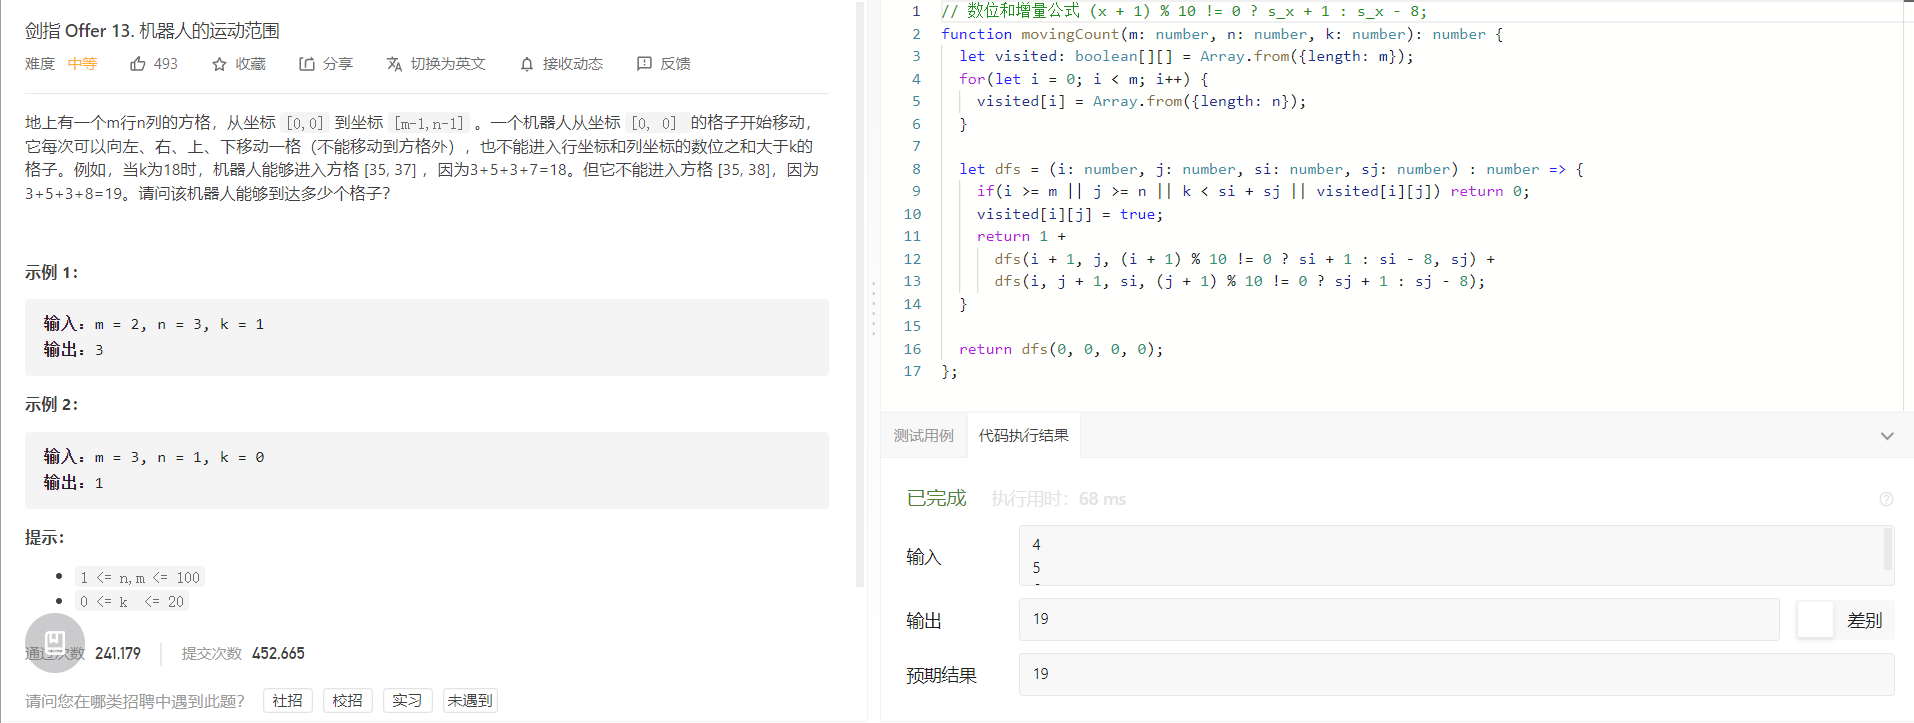 剑指 Offer 13. 机器人的运动范围
难度 中等 493 收藏 分享 切换为英文 接收动态 反馈
地上有一个m行n列的方格，从坐标 [0,0] 到坐标 [m-1,n-1] 。一个机器人从坐标 [0, 0] 的格子开始移动，
它每次可以向左、右、上、下移动一格（不能移动到方格外），也不能进入行坐标和列坐标的数位之和大于k的
格子。例如，当k为18时，机器人能够进入方格 [35, 37] ，因为3+5+3+7=18。但它不能进入方格 [35, 38]，因为
3+5+3+8=19。请问该机器人能够到达多少个格子？
示例 1：
输入：m = 2, n = 3, k = 1
输出：3
示例 2：
输入：m = 3, n = 1, k = 0
输出：1
提示：
1 <= n,m <= 100
0 <= k <= 20
通过次数 241,179 提交次数 452,665
请问您在哪类招聘中遇到此题？ 社招 校招 实习 未遇到
1 // 数位和增量公式 (x + 1) % 10 != 0 ? s_x + 1 : s_x - 8;
2 function movingCount(m: number, n: number, k: number): number {
3 let visited: boolean[][] = Array.from({length: m});
4 for(let i = 0; i < m; i++) {
5 visited[i] = Array.from({length: n});
6 }
7
8 let dfs = (i: number, j: number, si: number, sj: number) : number => {
9 if(i >= m || j >= n || k < si + sj || visited[i][j]) return 0;
10 visited[i][j] = true;
11 return 1 +
12 dfs(i + 1, j, (i + 1) % 10 != 0 ? si + 1 : si - 8, sj) +
13 dfs(i, j + 1, si, (j + 1) % 10 != 0 ? sj + 1 : sj - 8);
14 }
15
16 return dfs(0, 0, 0, 0);
17 };
测试用例 代码执行结果
已完成 执行用时：68 ms
输入
4
5
输出 19 差别
预期结果 19